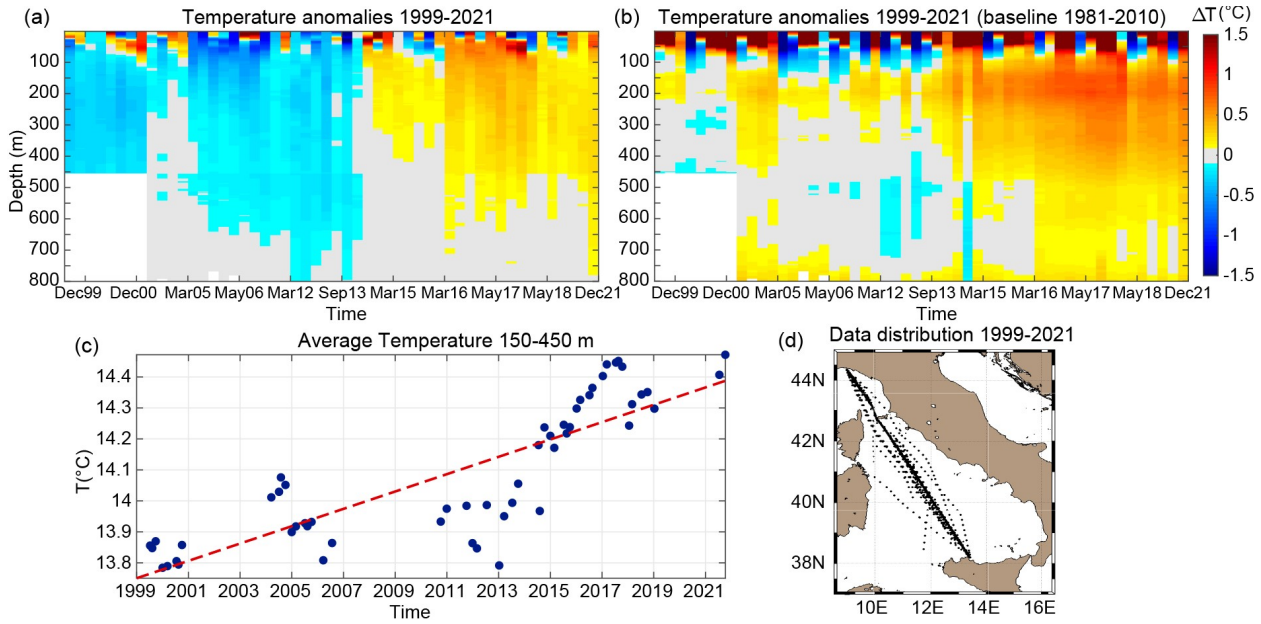 (a) Temperature anomalies 1999-2021
100
200
300
400
500
600
700
800
Depth (m)
Dec99 Dec00 Mar05 May06 Mar12 Sep13 Mar15 Mar16 May17 May18 Dec21
Time
(b) Temperature anomalies 1999-2021 (baseline 1981-2010)
100
200
300
400
500
600
700
800
Dec99 Dec00 Mar05 May06 Mar12 Sep13 Mar15 Mar16 May17 May18 Dec21
Time
ΔT(°C)
1.5
1
0.5
0
-0.5
-1
-1.5
(c) Average Temperature 150-450 m
14.4
14.3
14.2
14.1
14
13.9
13.8
T(°C)
1999 2001 2003 2005 2007 2009 2011 2013 2015 2017 2019 2021
Time
(d) Data distribution 1999-2021
44N
42N
40N
38N
10E 12E 14E 16E